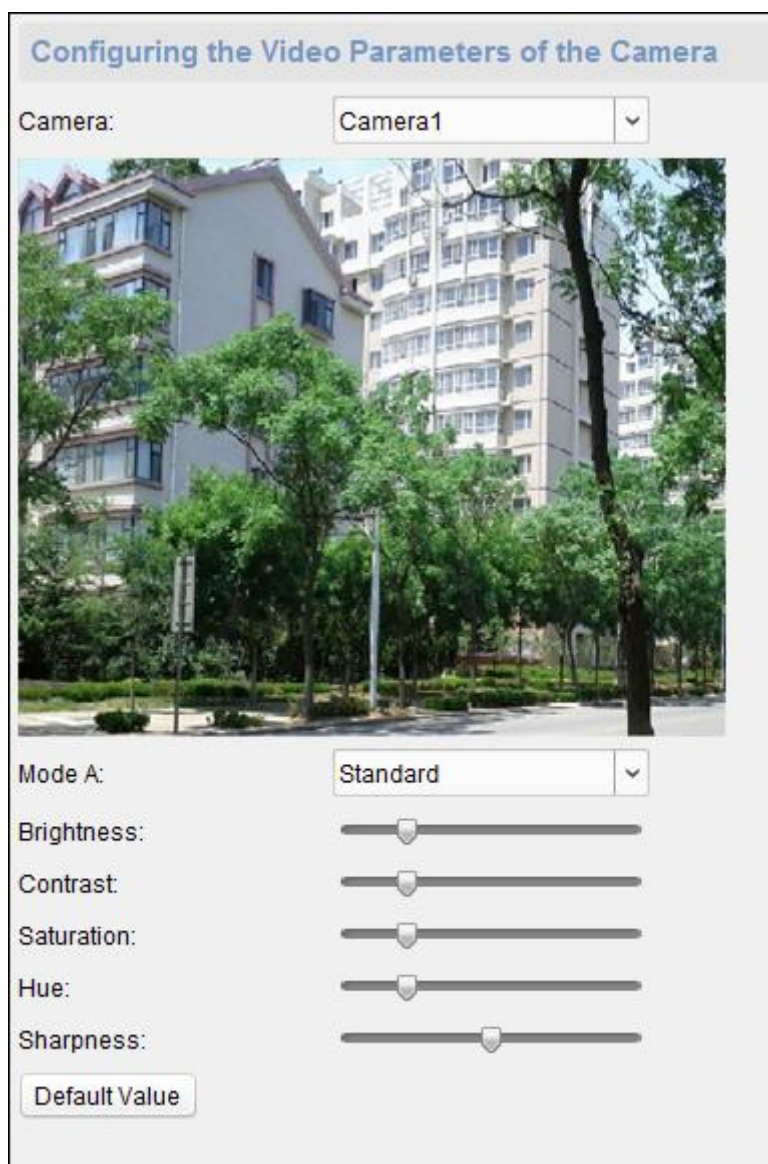 Configuring the Video Parameters of the Camera
Camera: Camera1
Mode A: Standard
Brightness:
Contrast:
Saturation:
Hue:
Sharpness:
Default Value